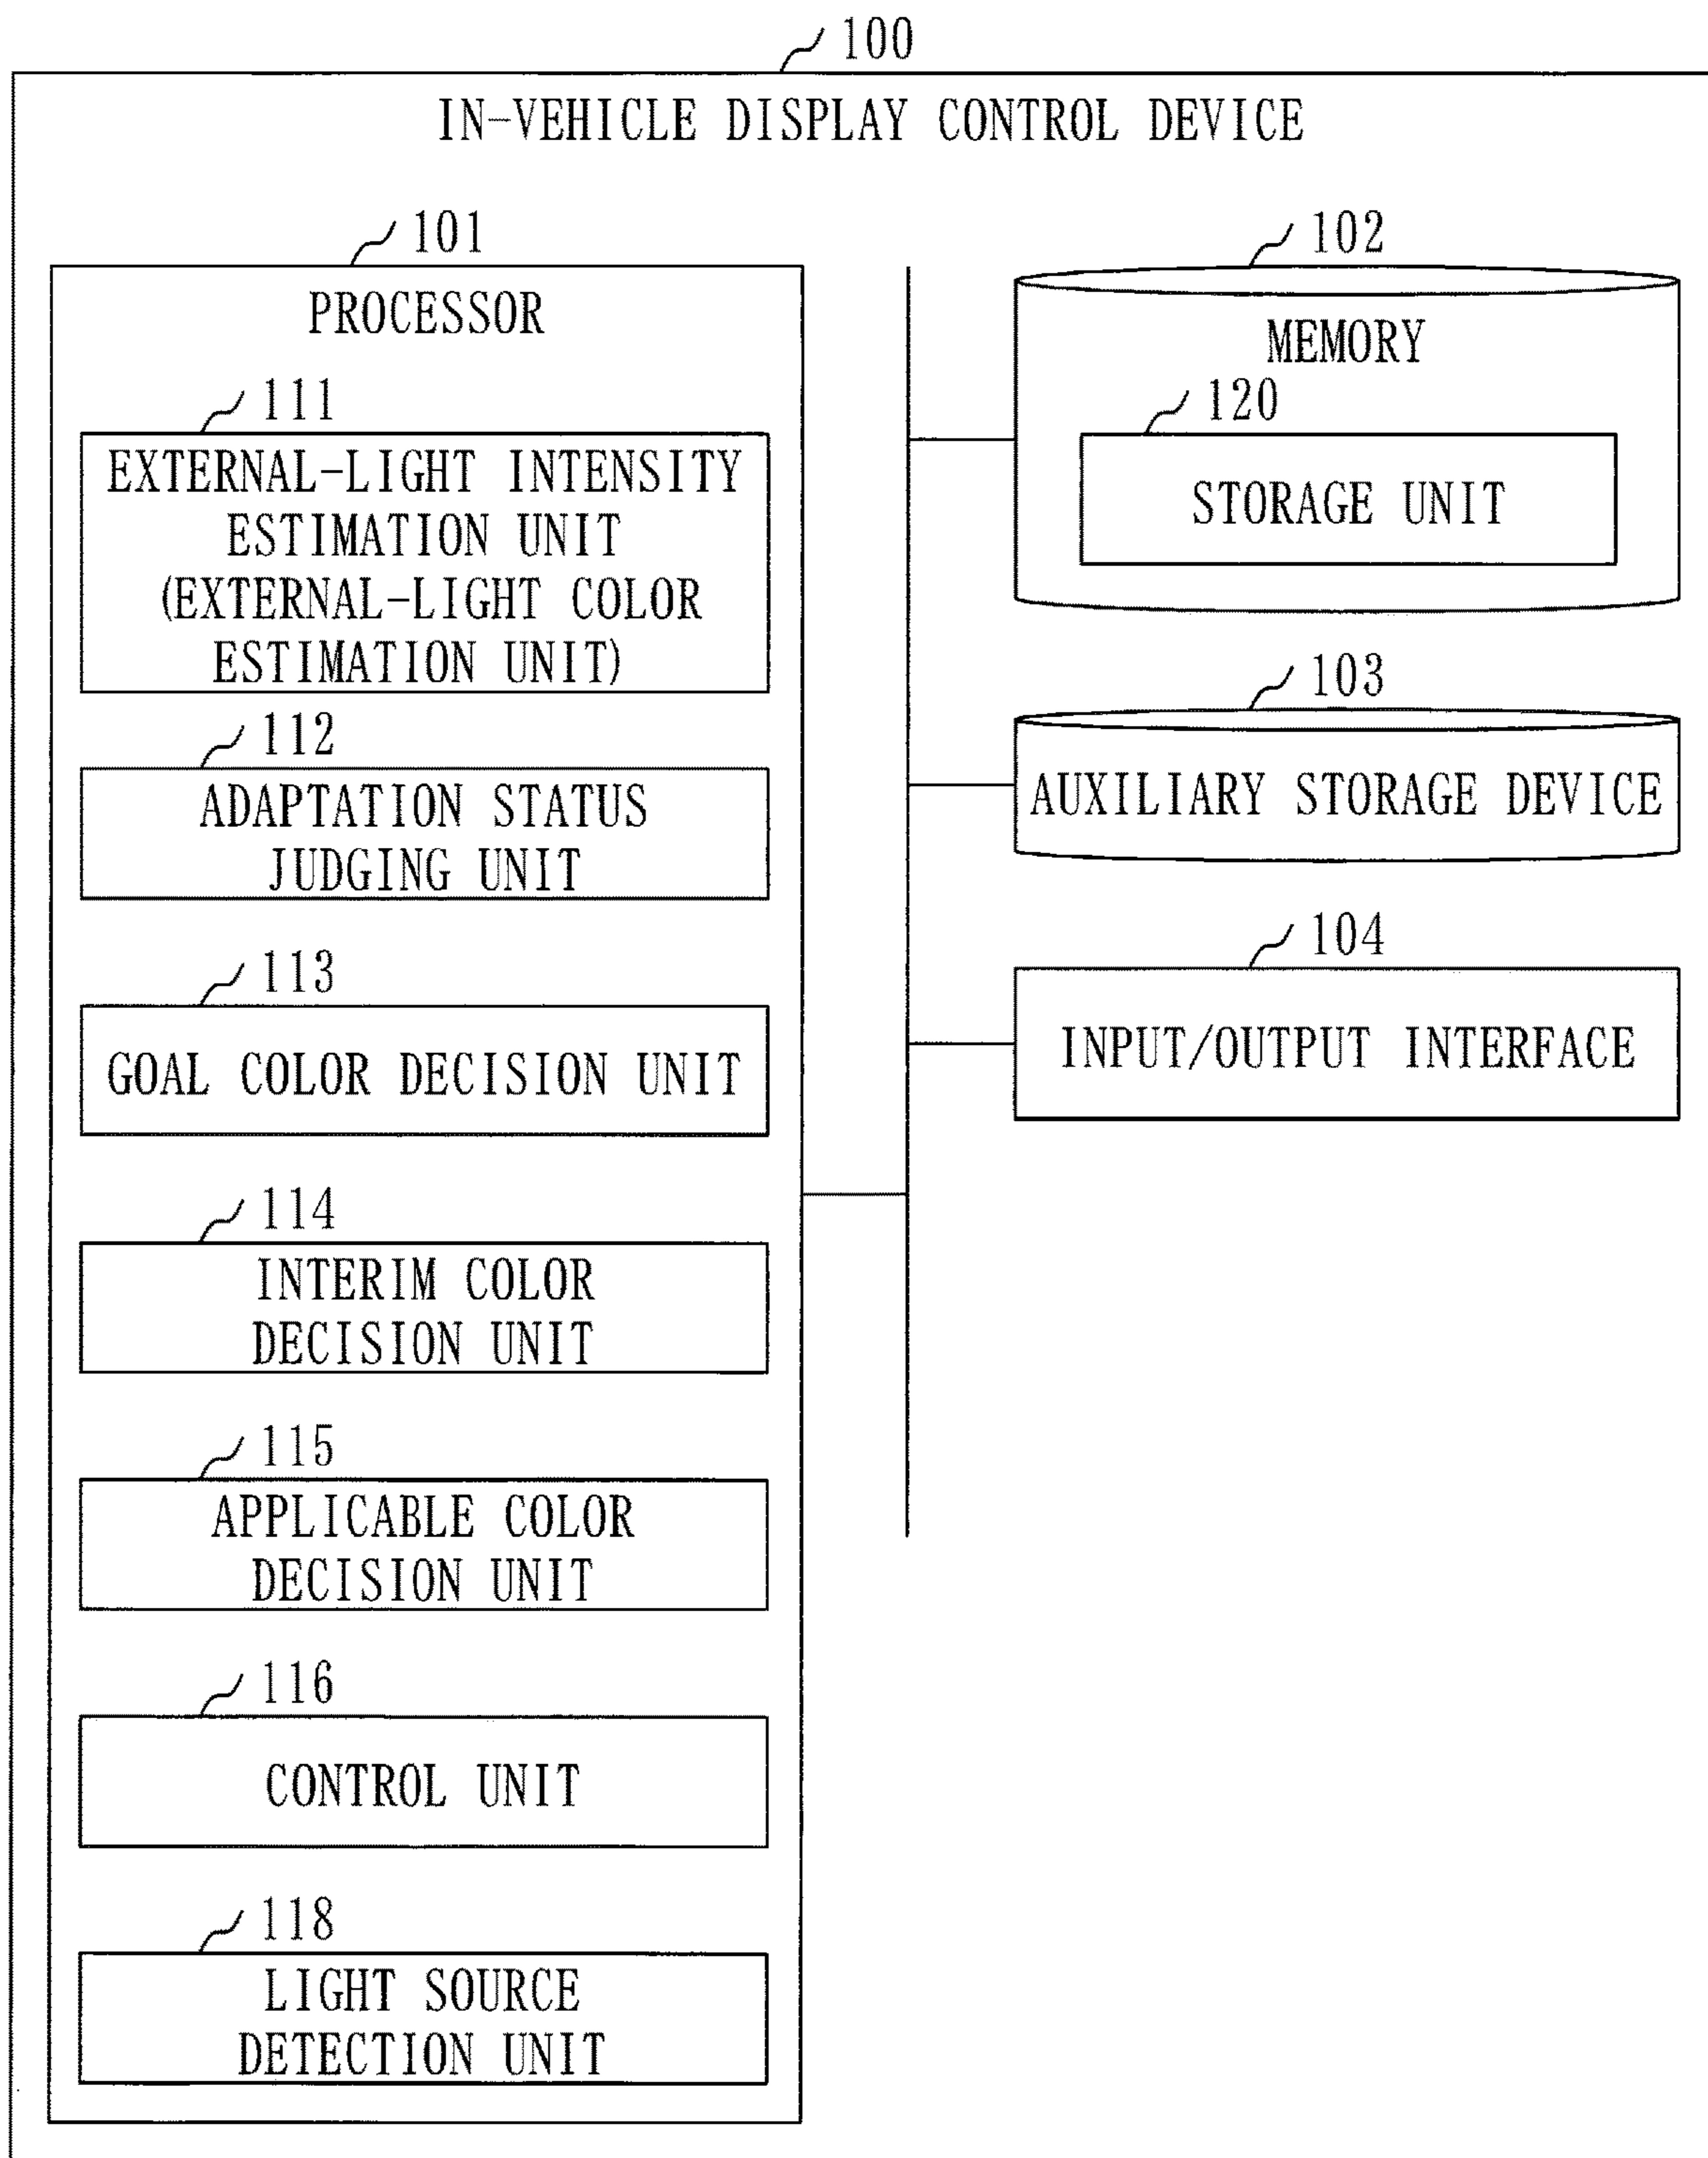 100
IN-VEHICLE DISPLAY CONTROL DEVICE
101
PROCESSOR
111
EXTERNAL-LIGHT INTENSITY
ESTIMATION UNIT
(EXTERNAL-LIGHT COLOR
ESTIMATION UNIT)
112
ADAPTATION STATUS
JUDGING UNIT
113
GOAL COLOR DECISION UNIT
114
INTERIM COLOR
DECISION UNIT
115
APPLICABLE COLOR
DECISION UNIT
116
CONTROL UNIT
118
LIGHT SOURCE
DETECTION UNIT
102
MEMORY
120
STORAGE UNIT
103
AUXILIARY STORAGE DEVICE
104
INPUT/OUTPUT INTERFACE